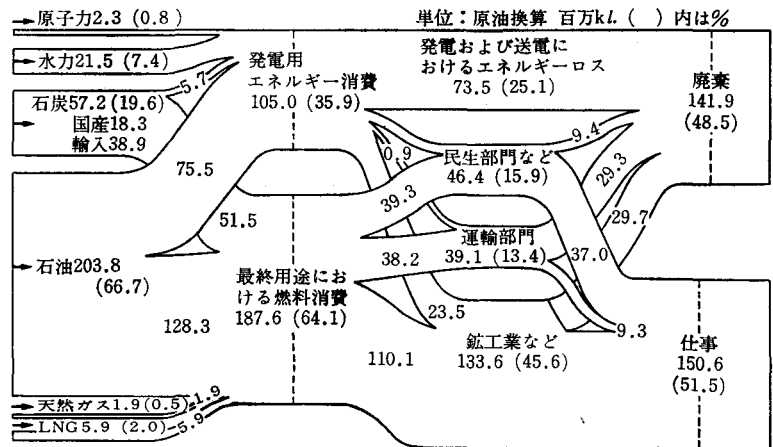 原子力2.3 (0.8)
単位：原油換算 百万kl. ( ) 内は%
水力21.5 (7.4)
石炭57.2 (19.6)
国産18.3
輸入38.9
5.7
75.5
発電用
エネルギー消費
105.0 (35.9)
発電および送電に
おけるエネルギーロス
73.5 (25.1)
廃棄
141.9
(48.5)
9.4
0.9
民生部門など
46.4 (15.9)
29.3
39.3
29.7
51.5
石油203.8
(66.7)
運輸部門
39.1 (13.4)
38.2
37.0
最終用途にお
ける燃料消費
187.6 (64.1)
128.3
23.5
鉱工業など
133.6 (45.6)
9.3
仕事
150.6
(51.5)
110.1
天然ガス1.9(0.5)
1.9
LNG5.9 (2.0)
5.9